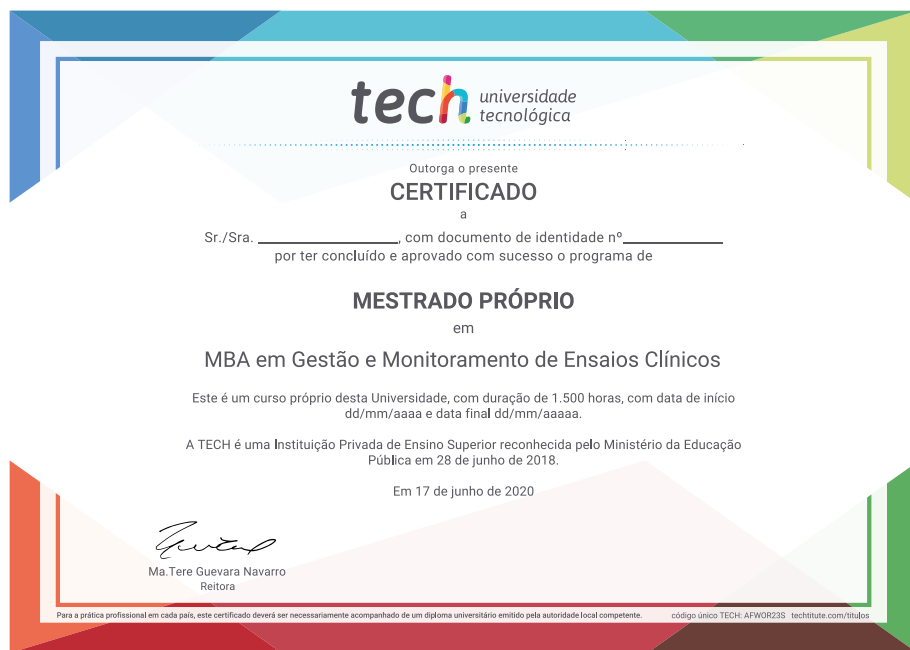 tech universidade
tecnológica
Outorga o presente
CERTIFICADO
a
Sr./Sra. ____________________, com documento de identidade nº______________
por ter concluído e aprovado com sucesso o programa de
MESTRADO PRÓPRIO
em
MBA em Gestão e Monitoramento de Ensaios Clínicos
Este é um curso próprio desta Universidade, com duração de 1.500 horas, com data de início
dd/mm/aaaa e data final dd/mm/aaaaa.
A TECH é uma Instituição Privada de Ensino Superior reconhecida pelo Ministério da Educação
Pública em 28 de junho de 2018.
Em 17 de junho de 2020
Ma.Tere Guevara Navarro
Reitora
Para a prática profissional em cada país, este certificado deverá ser necessariamente acompanhado de um diploma universitário emitido pela autoridade local competente. código único TECH: AFWOR23S techtitute.com/titulos